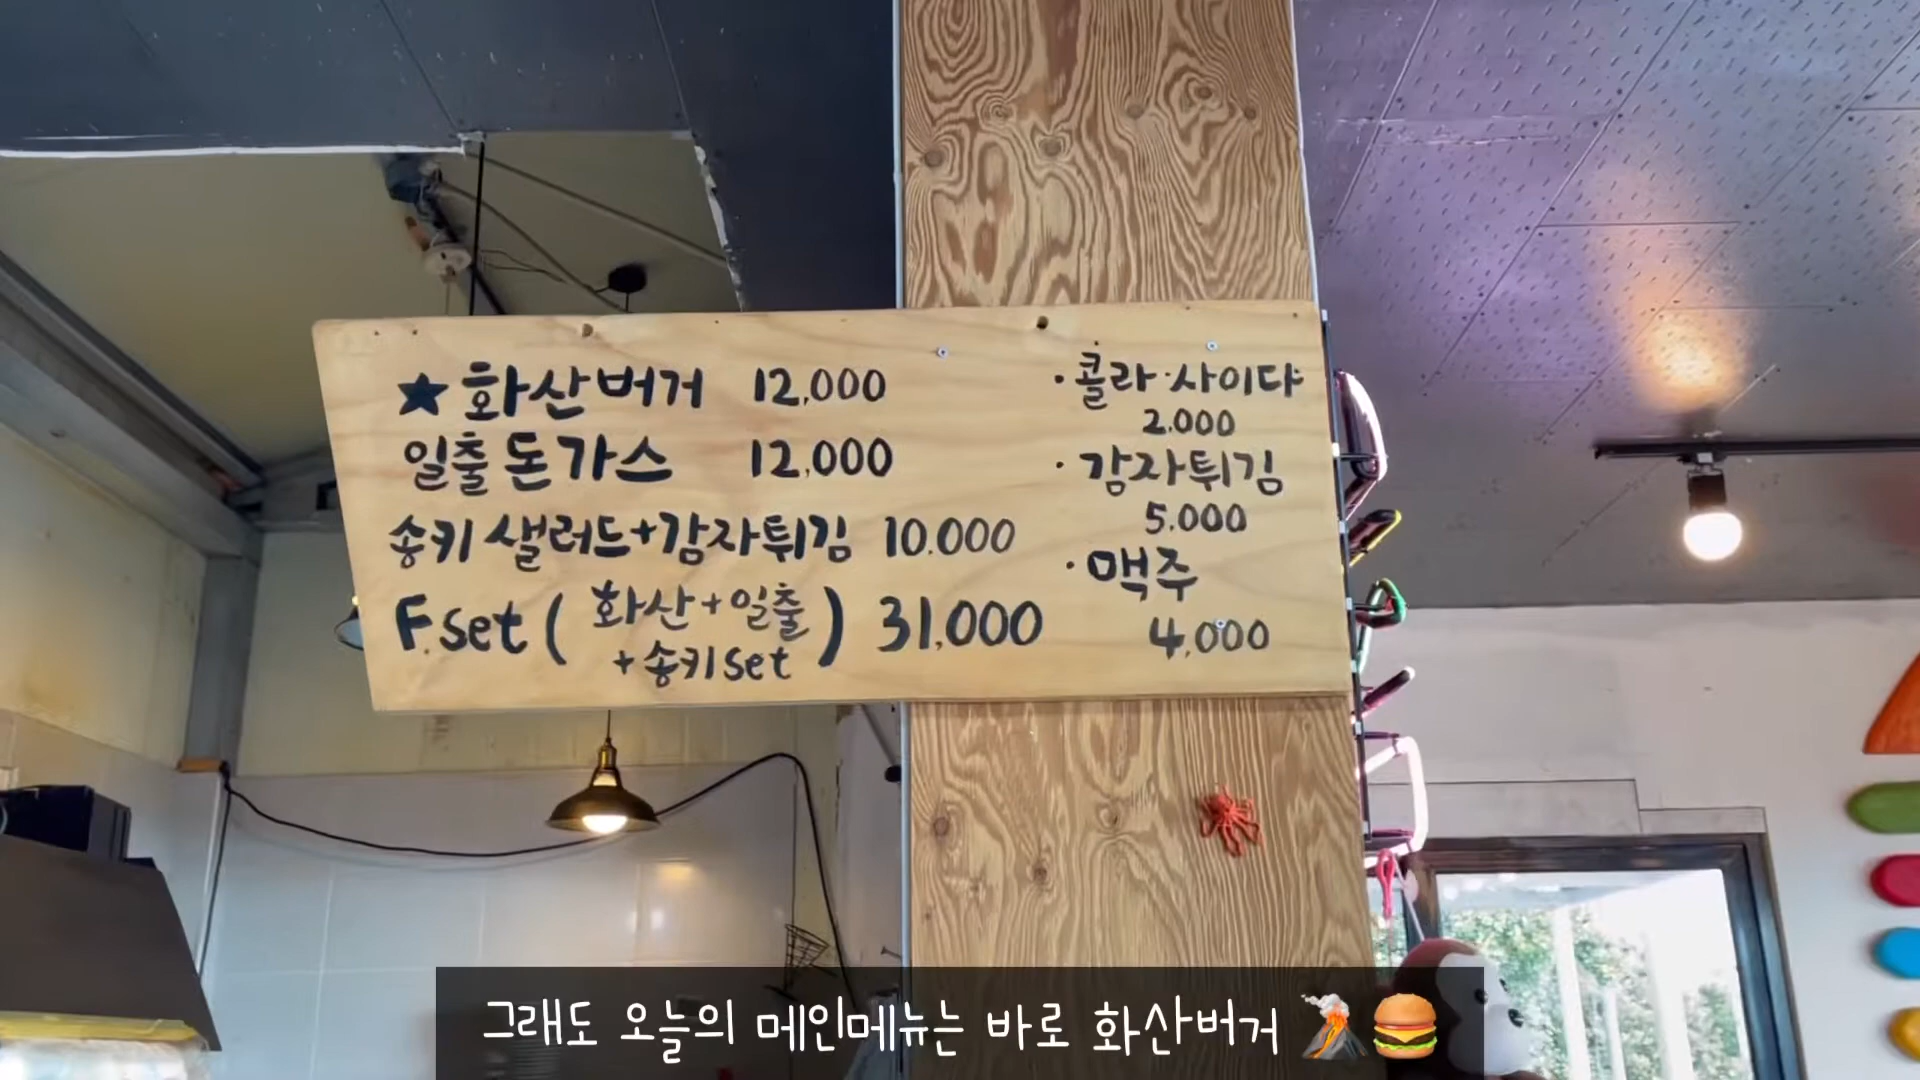 ★화산버거 12,000
일출돈가스 12,000
송키샐러드+감자튀김 10.000
F.set ( 화산+일출
+송키set ) 31,000
·콜라·사이다
2.000
·감자튀김
5.000
·맥주
4,000
그래도 오늘의 메인메뉴는 바로 화산버거 🌋🍔